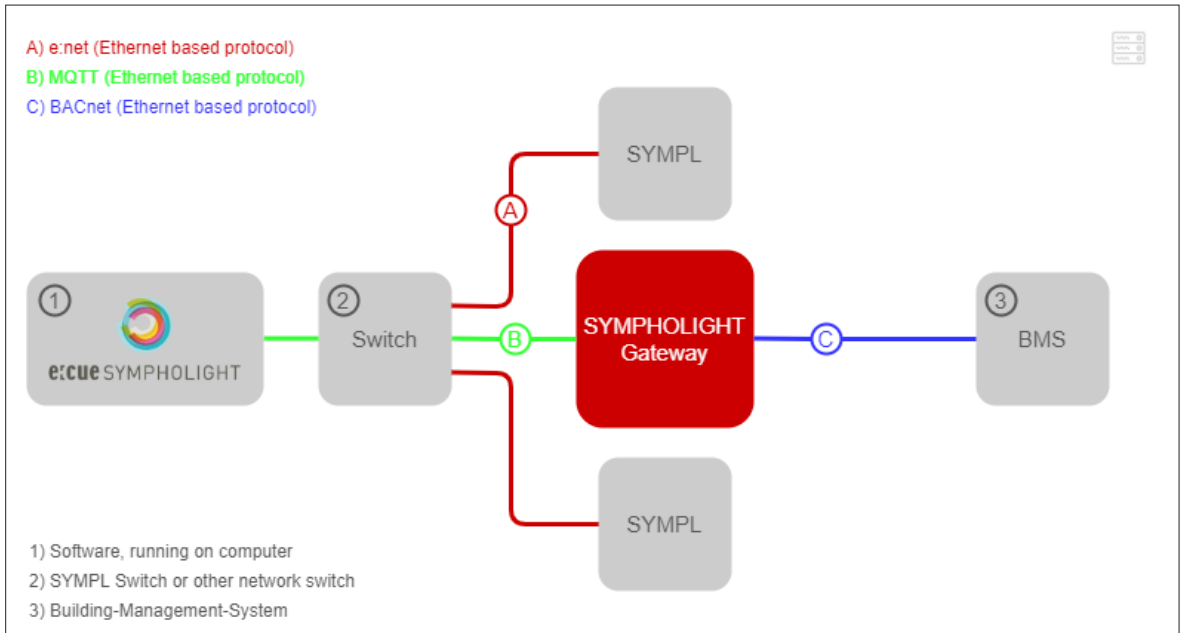 A) e:net (Ethernet based protocol)
B) MQTT (Ethernet based protocol)
C) BACnet (Ethernet based protocol)
SYMPL
A
1
e:cue SYMPHOLIGHT
2
Switch
B
SYMPHOLIGHT
Gateway
C
3
BMS
SYMPL
1) Software, running on computer
2) SYMPL Switch or other network switch
3) Building-Management-System